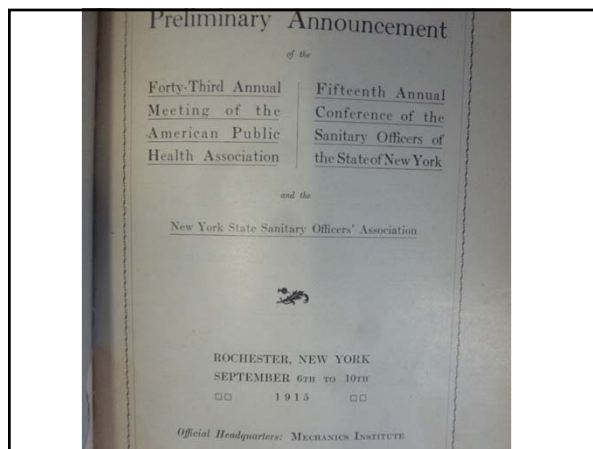 Preliminary Announcement
of the
Forty-Third Annual
Meeting of the
American Public
Health Association
Fifteenth Annual
Conference of the
Sanitary Officers of
the State of New York
and the
New York State Sanitary Officers' Association
ROCHESTER, NEW YORK
SEPTEMBER 6TH TO 10TH
□□ 1915 □□
Official Headquarters: MECHANICS INSTITUTE